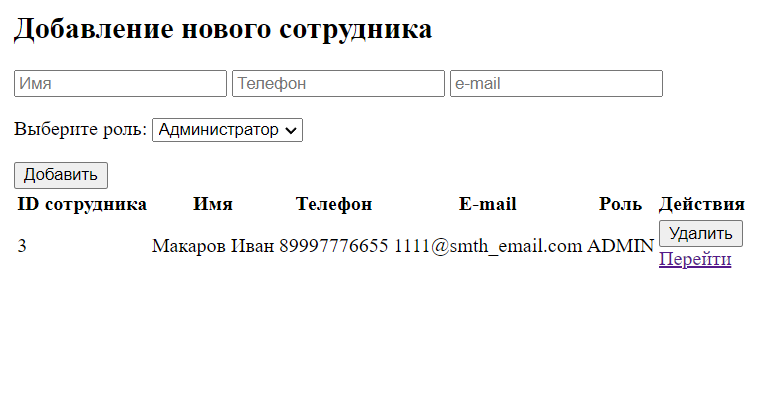 Добавление нового сотрудника
Имя Телефон e-mail
Выберите роль: Администратор
Добавить
ID сотрудника Имя Телефон E-mail Роль Действия
3 Макаров Иван 89997776655 1111@smth_email.com ADMIN Удалить
Перейти